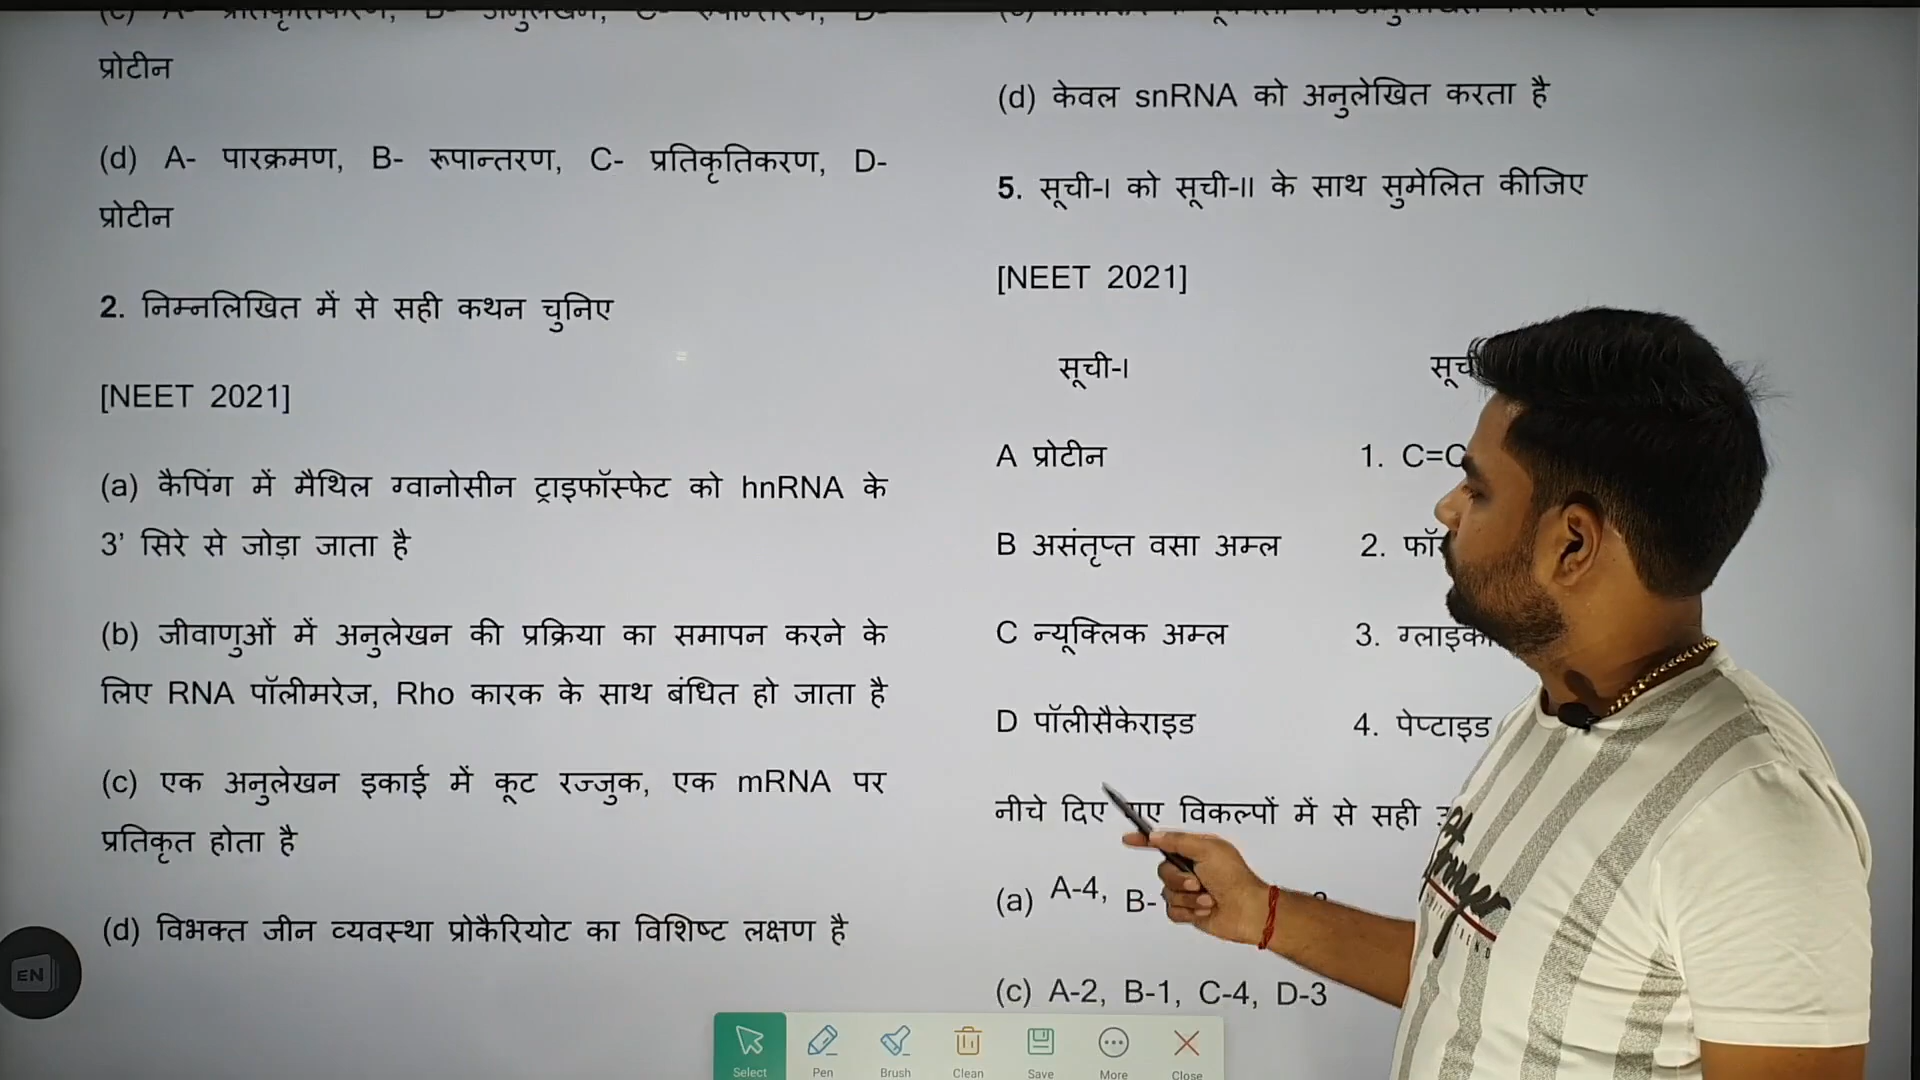 प्रोटीन
(d) A- पारक्रमण, B- रूपान्तरण, C- प्रतिकृतिकरण, D-
प्रोटीन
2. निम्नलिखित में से सही कथन चुनिए
[NEET 2021]
(a) कैपिंग में मैथिल ग्वानोसीन ट्राइफॉस्फेट को hnRNA के
3' सिरे से जोड़ा जाता है
(b) जीवाणुओं में अनुलेखन की प्रक्रिया का समापन करने के
लिए RNA पॉलीमरेज, Rho कारक के साथ बंधित हो जाता है
(c) एक अनुलेखन इकाई में कूट रज्जुक, एक mRNA पर
प्रतिकृत होता है
(d) विभक्त जीन व्यवस्था प्रोकैरियोट का विशिष्ट लक्षण है
(d) केवल snRNA को अनुलेखित करता है
5. सूची-I को सूची-II के साथ सुमेलित कीजिए
[NEET 2021]
सूची-I
A प्रोटीन 1. C=C
B असंतृप्त वसा अम्ल 2.
C न्यूक्लिक अम्ल 3.
D पॉलीसैकेराइड 4. पेप्टाइड
नीचे दिए विकल्पों में से सही
(a) A-4, B-
(c) A-2, B-1, C-4, D-3
EN
Select Pen Brush Clean Save More Close